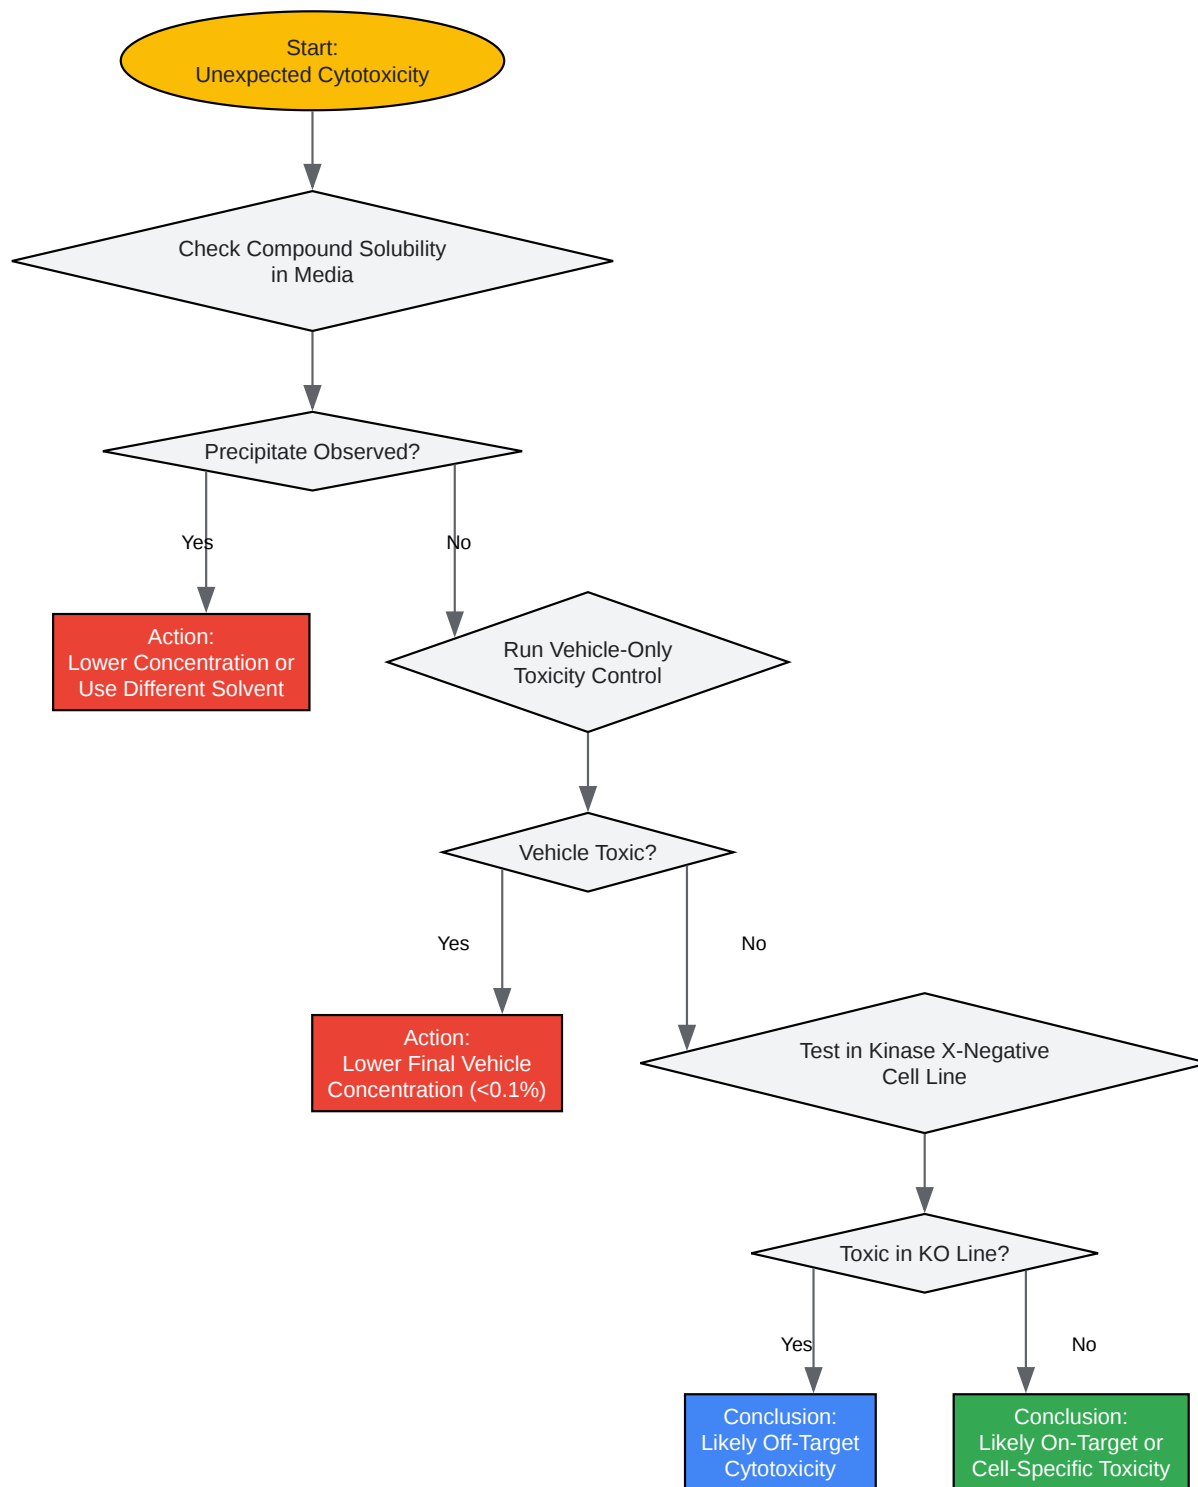 Start:
Unexpected Cytotoxicity
Check Compound Solubility
in Media
Precipitate Observed?
Yes
No
Action:
Lower Concentration or
Use Different Solvent
Run Vehicle-Only
Toxicity Control
Vehicle Toxic?
Yes
No
Action:
Lower Final Vehicle
Concentration (<0.1%)
Test in Kinase X-Negative
Cell Line
Toxic in KO Line?
Yes
No
Conclusion:
Likely Off-Target
Cytotoxicity
Conclusion:
Likely On-Target or
Cell-Specific Toxicity